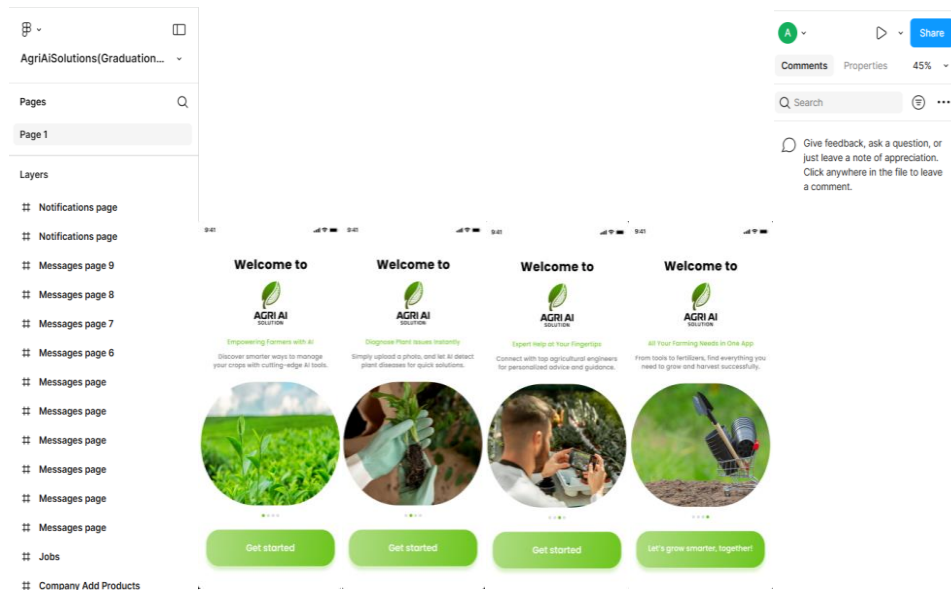 AgriAiSolutions(Graduation...
Pages
Page 1
Layers
Notifications page
Notifications page
Messages page 9
Messages page 8
Messages page 7
Messages page 6
Messages page
Messages page
Messages page
Messages page
Messages page
Messages page
Jobs
Company Add Products
9:41
Welcome to
AGRI AI
SOLUTION
Empowering Farmers with AI
Discover smarter ways to manage
your crops with cutting-edge AI tools.
Get started
9:41
Welcome to
AGRI AI
SOLUTION
Diagnose Plant Issues Instantly
Simply upload a photo, and let AI detect
plant diseases for quick solutions.
Get started
9:41
Welcome to
AGRI AI
SOLUTION
Expert Help at Your Fingertips
Connect with top agricultural engineers
for personalized advice and guidance.
Get started
9:41
Welcome to
AGRI AI
SOLUTION
All Your Farming Needs in One App
From tools to fertilizers, find everything you
need to grow and harvest successfully.
Let's grow smarter, together!
A
Share
Comments Properties 45%
Search
Give feedback, ask a question, or
just leave a note of appreciation.
Click anywhere in the file to leave
a comment.